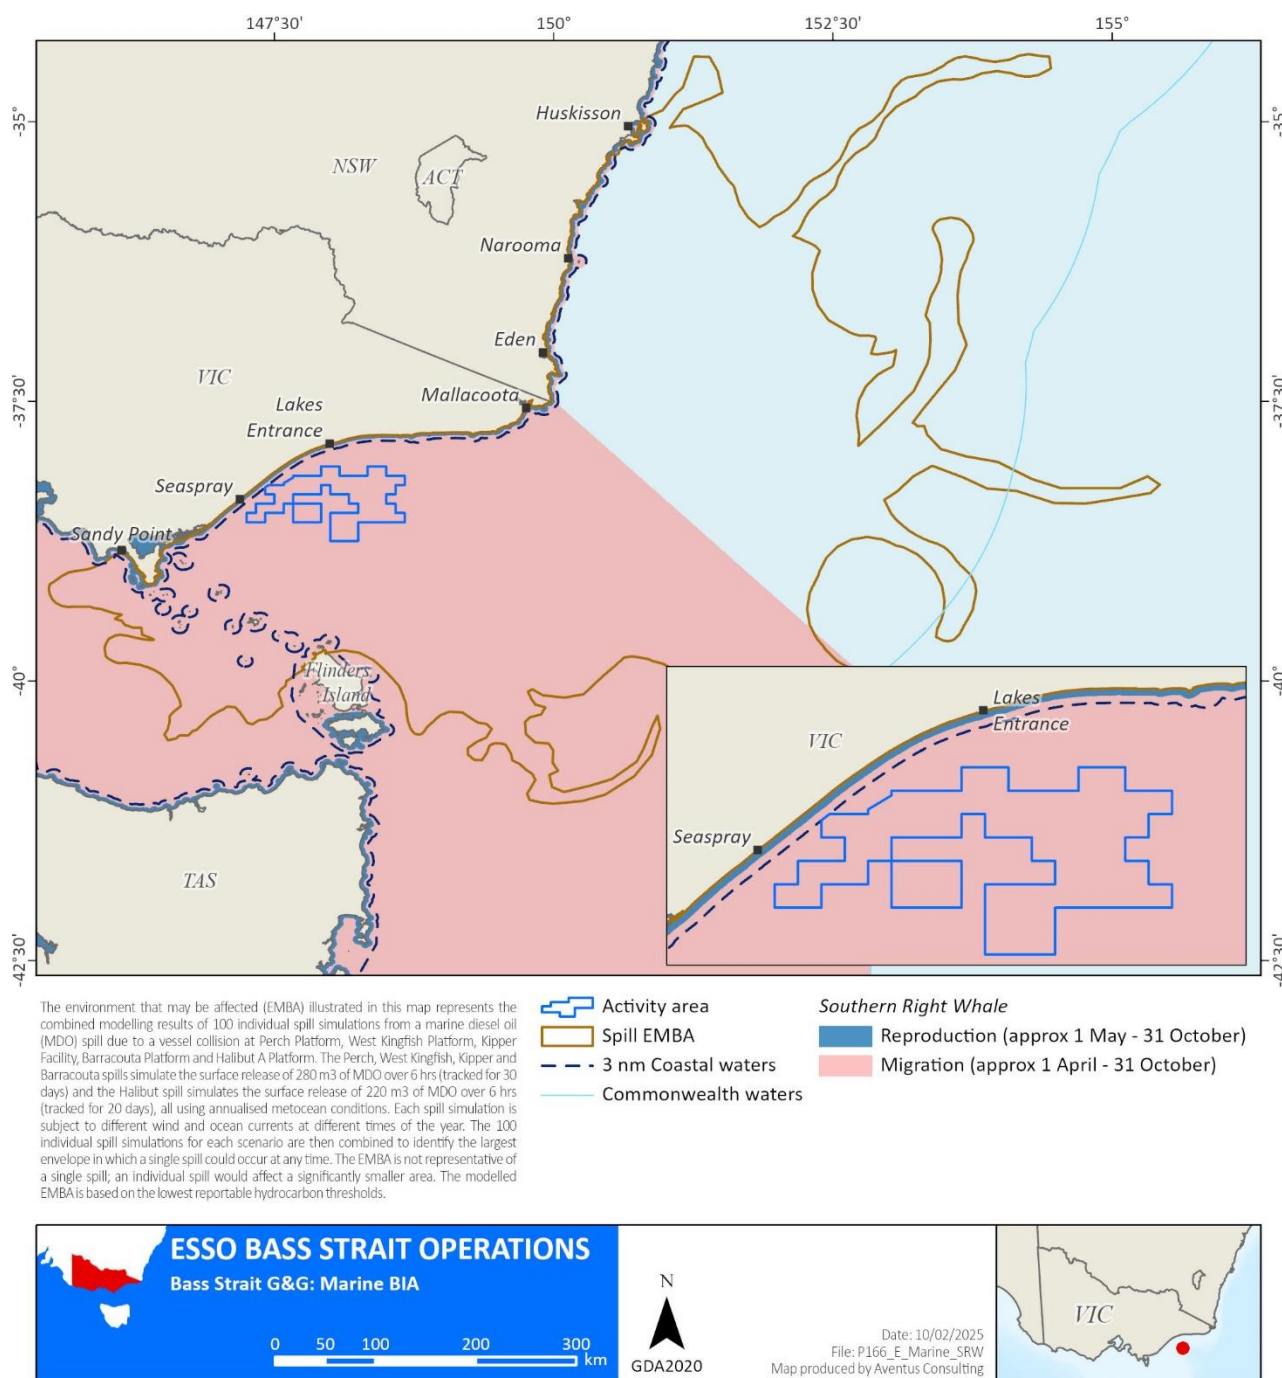 147°30'
150°
152°30'
155°
-35°
-35°
Huskisson
NSW
ACT
Narooma
Eden
VIC
Mallacoota
-37°30'
-37°30'
Lakes
Entrance
Seaspray
Sandy Point
-40°
-40°
Flinders
Island
Lakes
Entrance
VIC
Seaspray
TAS
-42°30'
-42°30'
The environment that may be affected (EMBA) illustrated in this map represents the
combined modelling results of 100 individual spill simulations from a marine diesel oil
(MDO) spill due to a vessel collision at Perch Platform, West Kingfish Platform, Kipper
Facility, Barracouta Platform and Halibut A Platform. The Perch, West Kingfish, Kipper and
Barracouta spills simulate the surface release of 280 m3 of MDO over 6 hrs (tracked for 30
days) and the Halibut spill simulates the surface release of 220 m3 of MDO over 6 hrs
(tracked for 20 days), all using annualised metocean conditions. Each spill simulation is
subject to different wind and ocean currents at different times of the year. The 100
individual spill simulations for each scenario are then combined to identify the largest
envelope in which a single spill could occur at any time. The EMBA is not representative of
a single spill; an individual spill would affect a significantly smaller area. The modelled
EMBA is based on the lowest reportable hydrocarbon thresholds.
Activity area
Spill EMBA
3 nm Coastal waters
Commonwealth waters
Southern Right Whale
Reproduction (approx 1 May - 31 October)
Migration (approx 1 April - 31 October)
ESSO BASS STRAIT OPERATIONS
Bass Strait G&G: Marine BIA
0 50 100 200 300
km
N
GDA2020
Date: 10/02/2025
File: P166_E_Marine_SRW
Map produced by Aventus Consulting
VIC